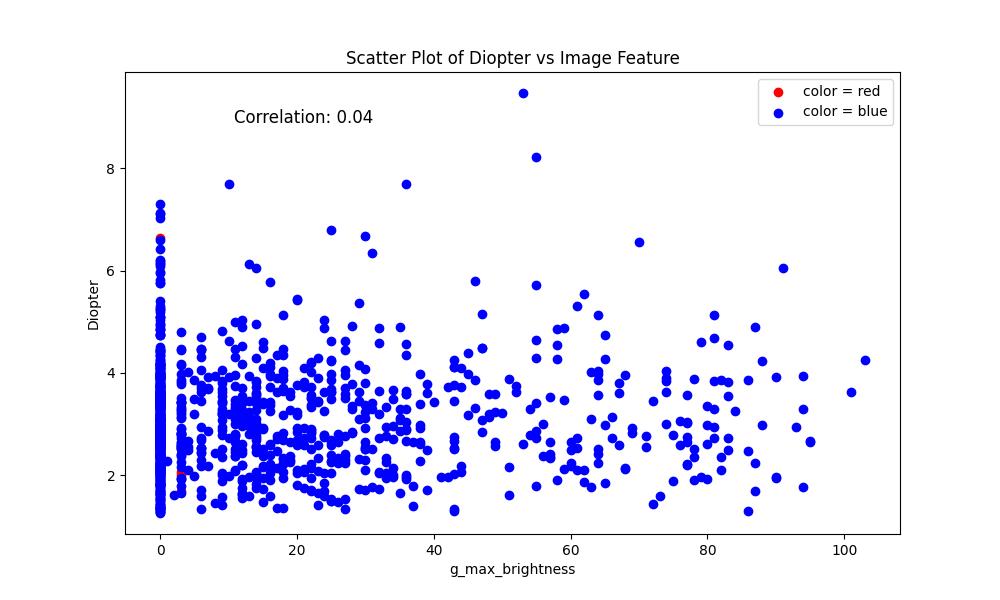 Scatter Plot of Diopter vs Image Feature
Correlation: 0.04
color = red
color = blue
Diopter
8
6
4
2
0
20
40
60
80
100
g_max_brightness